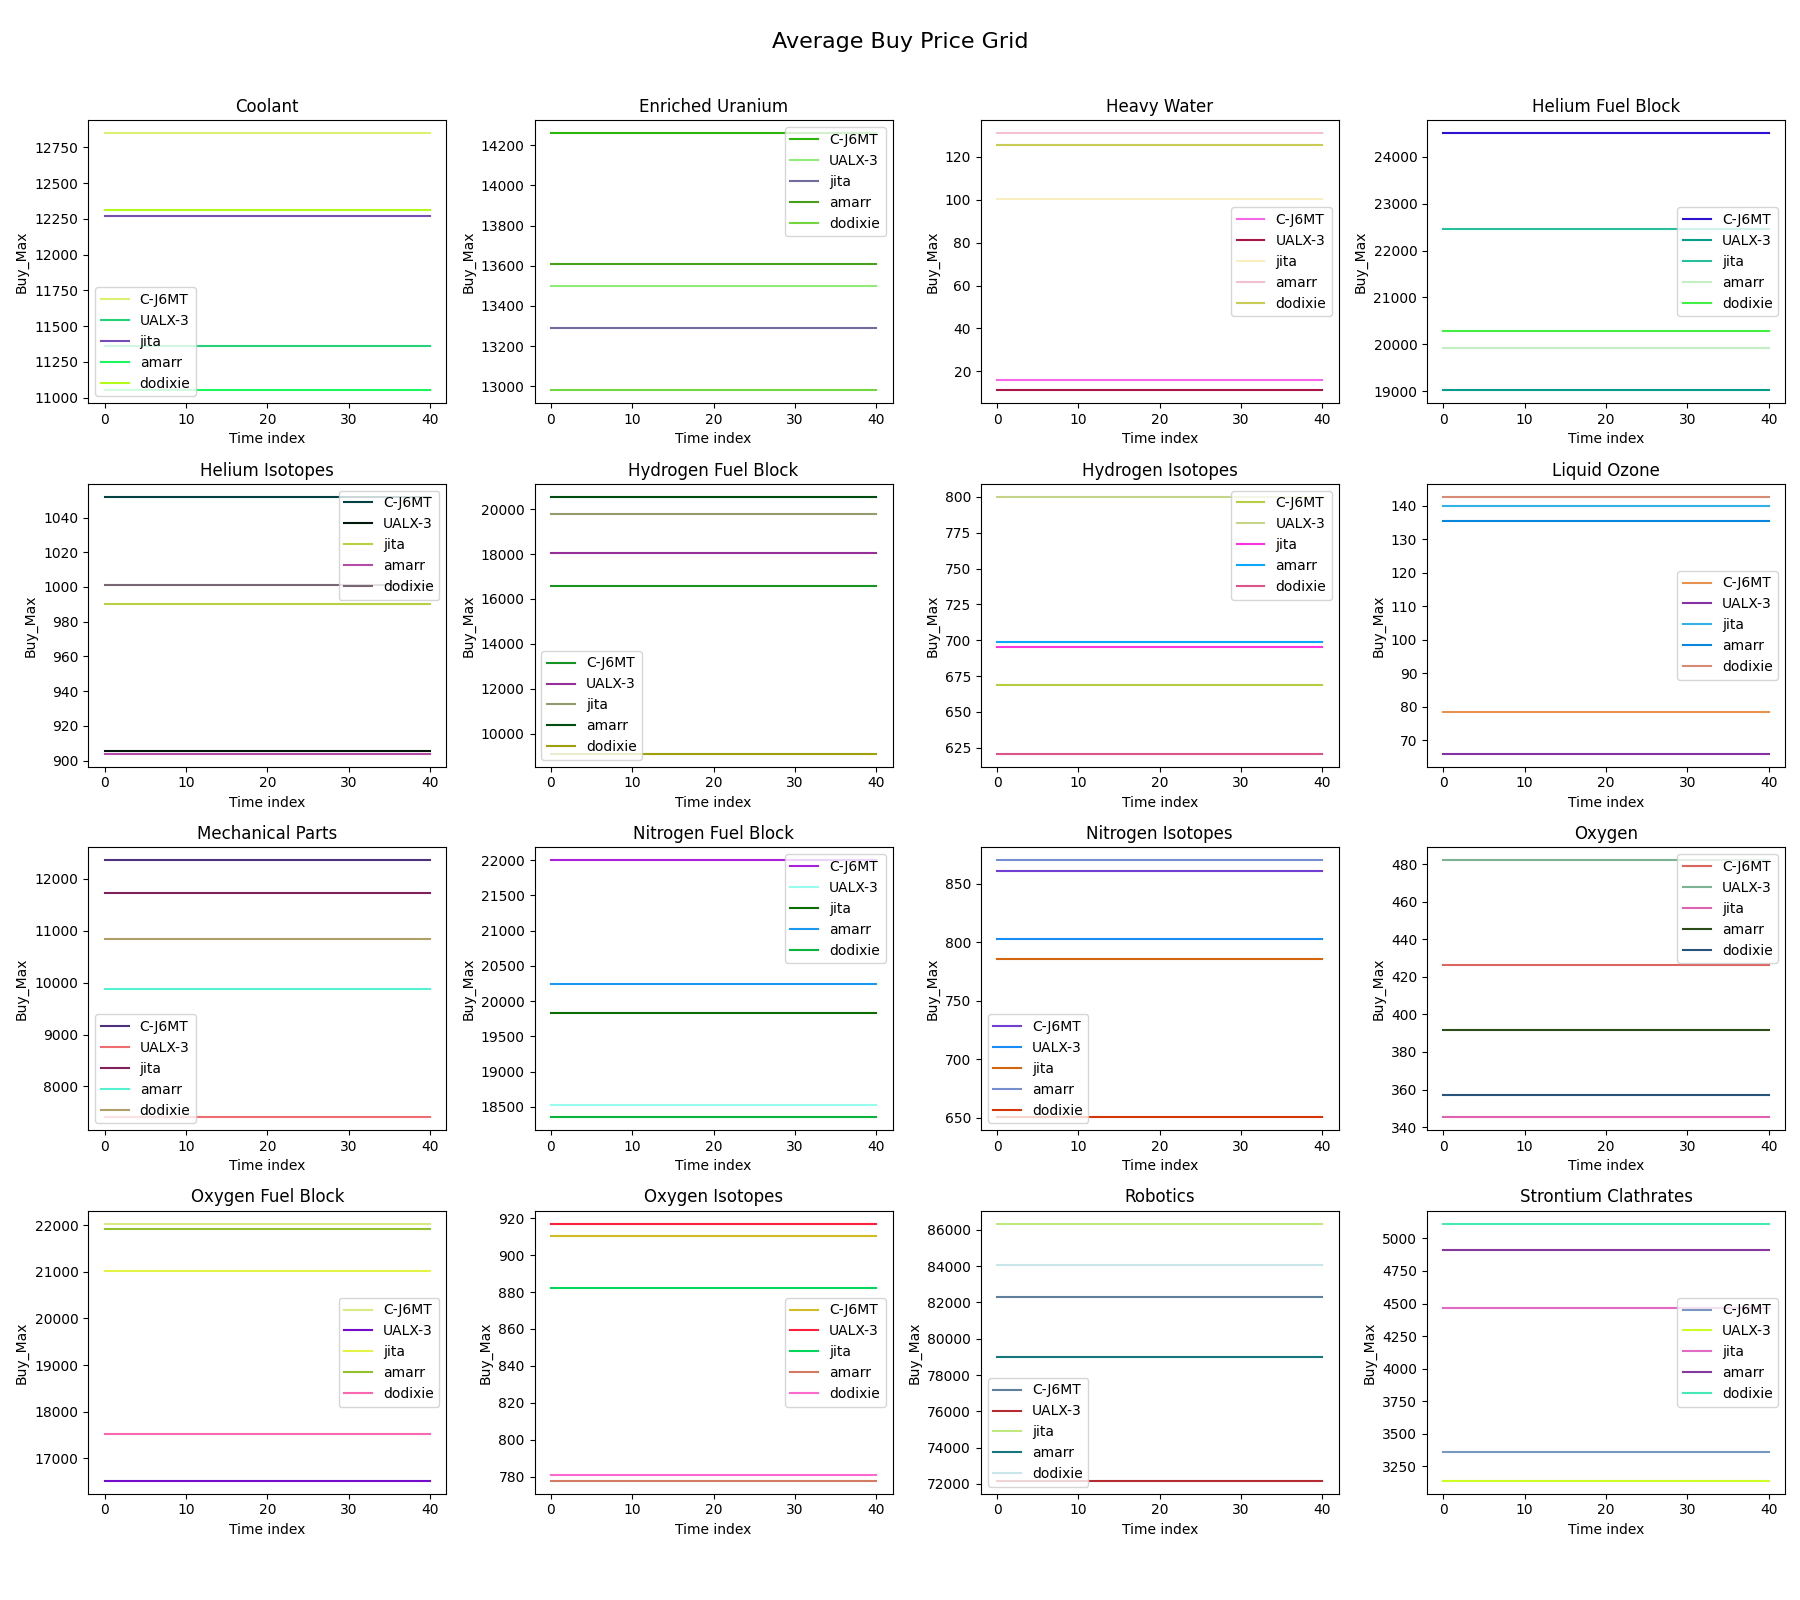 Average Buy Price Grid
Coolant
Buy_Max
12750
12500
12250
12000
11750
11500
11250
11000
C-J6MT
UALX-3
jita
amarr
dodixie
0 10 20 30 40
Time index
Enriched Uranium
Buy_Max
14200
14000
13800
13600
13400
13200
13000
C-J6MT
UALX-3
jita
amarr
dodixie
0 10 20 30 40
Time index
Heavy Water
Buy_Max
120
100
80
60
40
20
C-J6MT
UALX-3
jita
amarr
dodixie
0 10 20 30 40
Time index
Helium Fuel Block
Buy_Max
24000
23000
22000
21000
20000
19000
C-J6MT
UALX-3
jita
amarr
dodixie
0 10 20 30 40
Time index
Helium Isotopes
Buy_Max
1040
1020
1000
980
960
940
920
900
C-J6MT
UALX-3
jita
amarr
dodixie
0 10 20 30 40
Time index
Hydrogen Fuel Block
Buy_Max
20000
18000
16000
14000
12000
10000
C-J6MT
UALX-3
jita
amarr
dodixie
0 10 20 30 40
Time index
Hydrogen Isotopes
Buy_Max
800
775
750
725
700
675
650
625
C-J6MT
UALX-3
jita
amarr
dodixie
0 10 20 30 40
Time index
Liquid Ozone
Buy_Max
140
130
120
110
100
90
80
70
C-J6MT
UALX-3
jita
amarr
dodixie
0 10 20 30 40
Time index
Mechanical Parts
Buy_Max
12000
11000
10000
9000
8000
C-J6MT
UALX-3
jita
amarr
dodixie
0 10 20 30 40
Time index
Nitrogen Fuel Block
Buy_Max
22000
21500
21000
20500
20000
19500
19000
18500
C-J6MT
UALX-3
jita
amarr
dodixie
0 10 20 30 40
Time index
Nitrogen Isotopes
Buy_Max
850
800
750
700
650
C-J6MT
UALX-3
jita
amarr
dodixie
0 10 20 30 40
Time index
Oxygen
Buy_Max
480
460
440
420
400
380
360
340
C-J6MT
UALX-3
jita
amarr
dodixie
0 10 20 30 40
Time index
Oxygen Fuel Block
Buy_Max
22000
21000
20000
19000
18000
17000
C-J6MT
UALX-3
jita
amarr
dodixie
0 10 20 30 40
Time index
Oxygen Isotopes
Buy_Max
920
900
880
860
840
820
800
780
C-J6MT
UALX-3
jita
amarr
dodixie
0 10 20 30 40
Time index
Robotics
Buy_Max
86000
84000
82000
80000
78000
76000
74000
72000
C-J6MT
UALX-3
jita
amarr
dodixie
0 10 20 30 40
Time index
Strontium Clathrates
Buy_Max
5000
4750
4500
4250
4000
3750
3500
3250
C-J6MT
UALX-3
jita
amarr
dodixie
0 10 20 30 40
Time index